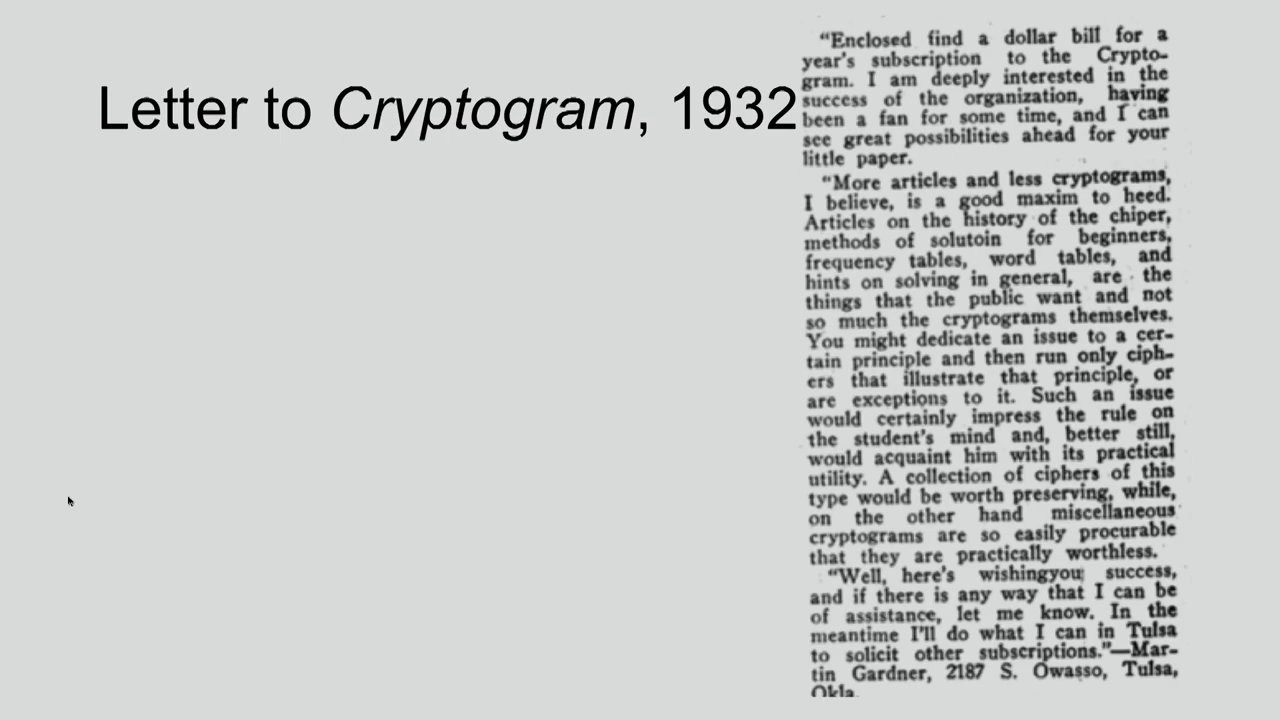 Letter to Cryptogram, 1932
"Enclosed find a dollar bill for a
year's subscription to the Crypto-
gram. I am deeply interested in the
success of the organization, having
been a fan for some time, and I can
see great possibilities ahead for your
little paper.
"More articles and less cryptograms,
I believe, is a good maxim to heed.
Articles on the history of the chiper,
methods of solutoin for beginners,
frequency tables, word tables, and
hints on solving in general, are the
things that the public want and not
so much the cryptograms themselves.
You might dedicate an issue to a cer-
tain principle and then run only ciph-
ers that illustrate that principle, or
are exceptions to it. Such an issue
would certainly impress the rule on
the student's mind and, better still,
would acquaint him with its practical
utility. A collection of ciphers of this
type would be worth preserving, while,
on the other hand miscellaneous
cryptograms are so easily procurable
that they are practically worthless.
"Well, here's wishingyou success,
and if there is any way that I can be
of assistance, let me know. In the
meantime I'll do what I can in Tulsa
to solicit other subscriptions."—Mar-
tin Gardner, 2187 S. Owasso, Tulsa,
Okla.